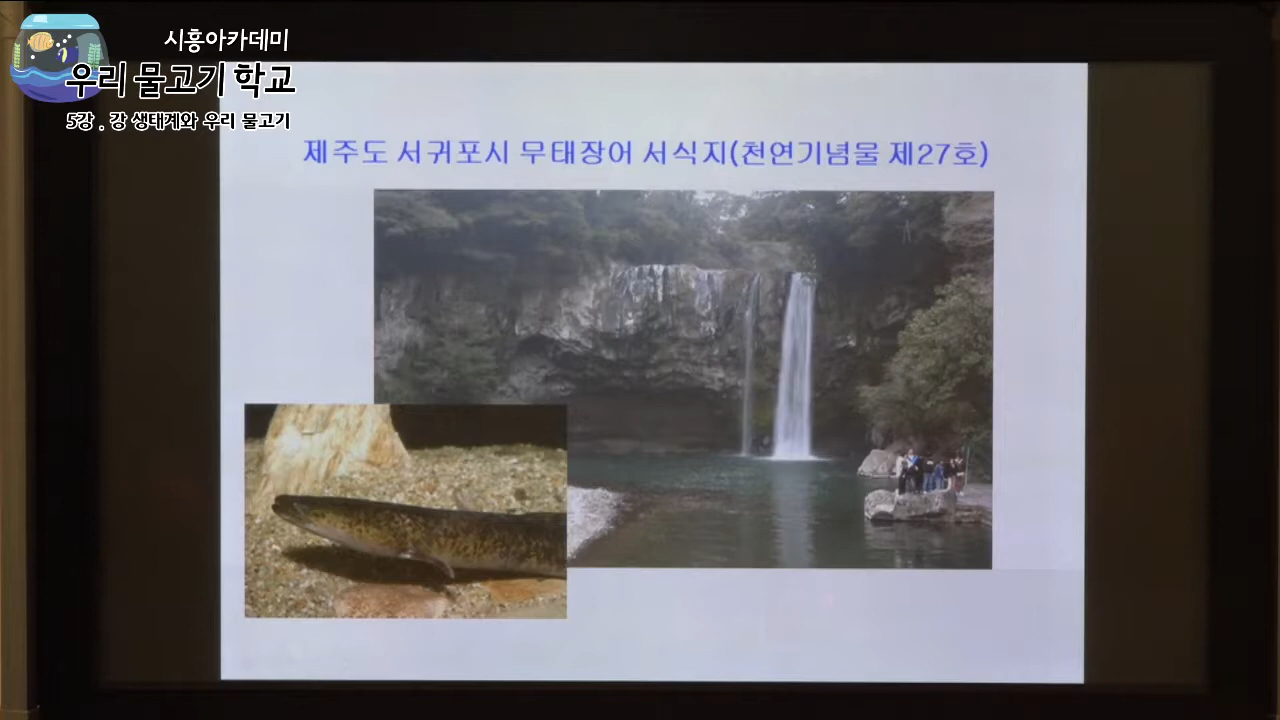 시흥아카데미
우리 물고기 학교
5강 . 강 생태계와 우리 물고기
제주도 서귀포시 무태장어 서식지(천연기념물 제27호)